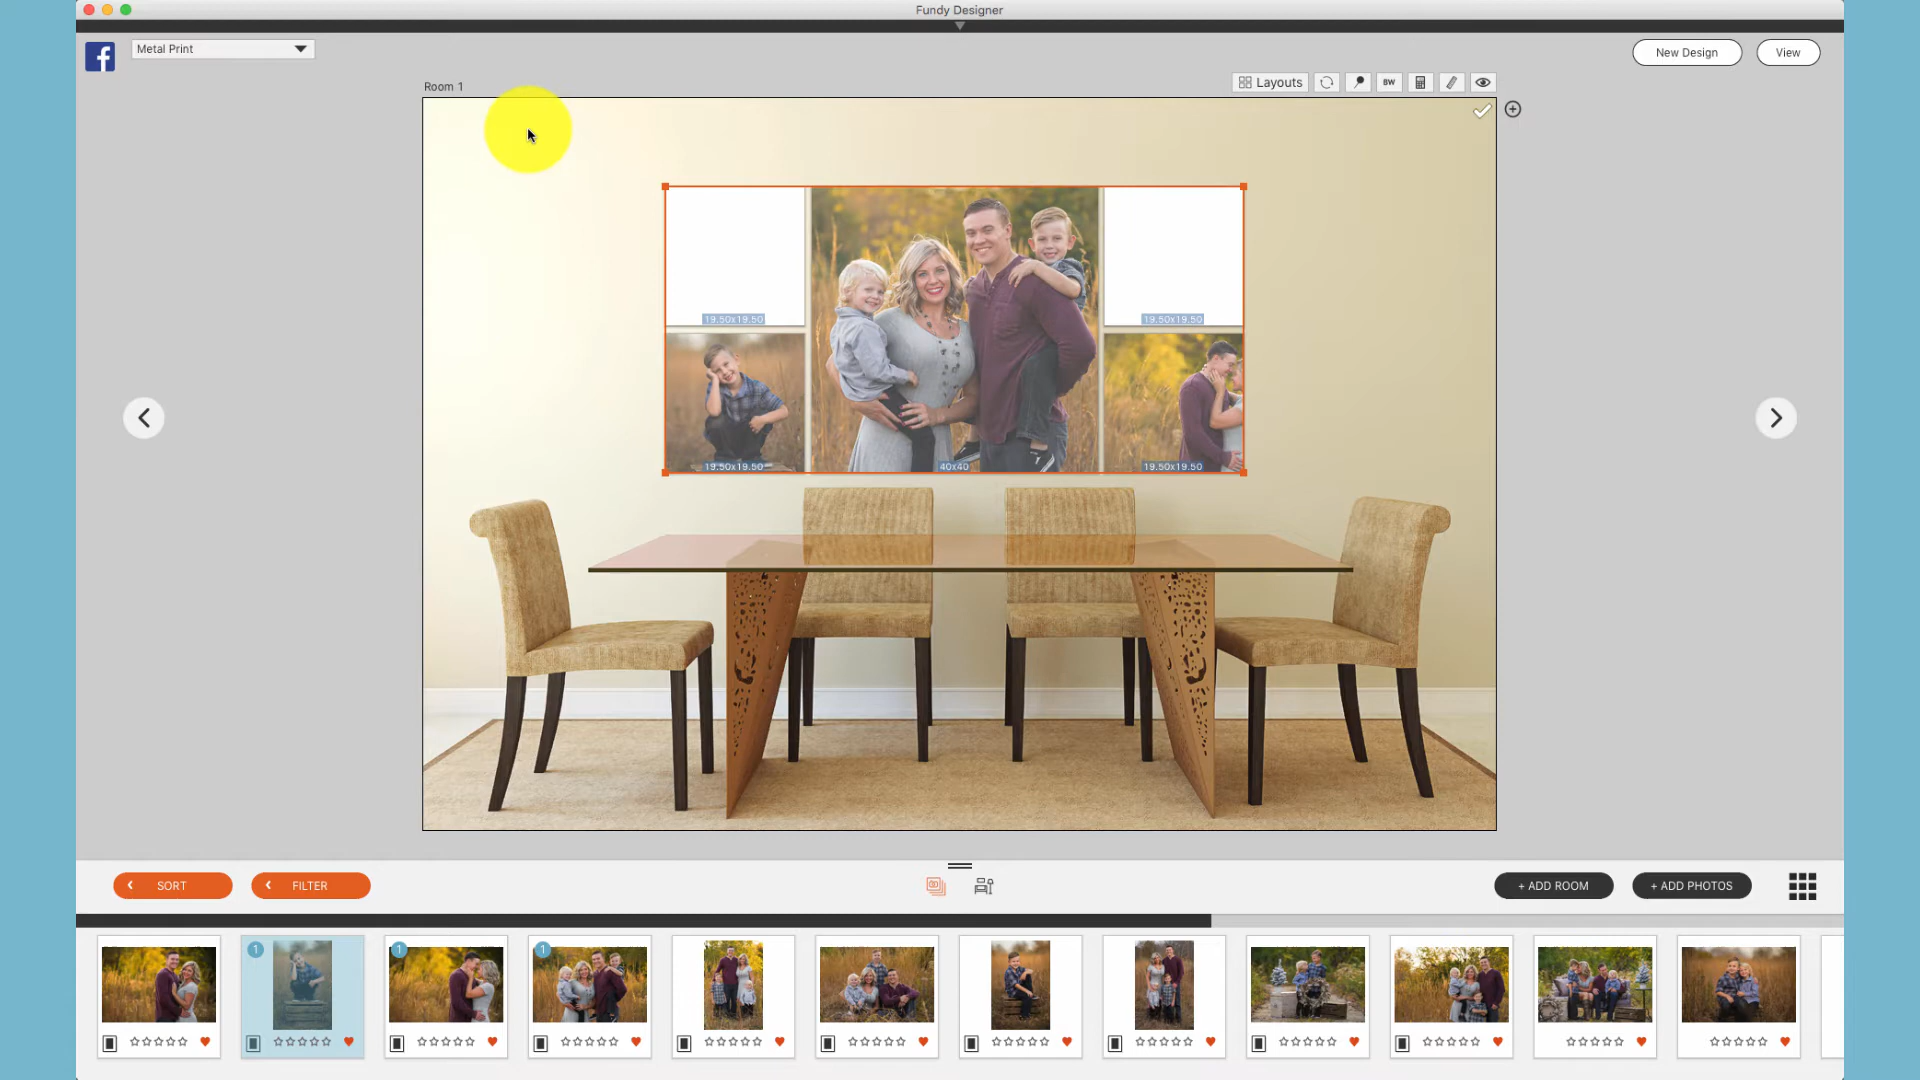 Fundy Designer
Metal Print
New Design
View
Room 1
Layouts
BW
19.50x19.50
19.50x19.50
19.50x19.50
40x40
19.50x19.50
SORT
FILTER
+ ADD ROOM
+ ADD PHOTOS
1
1
1